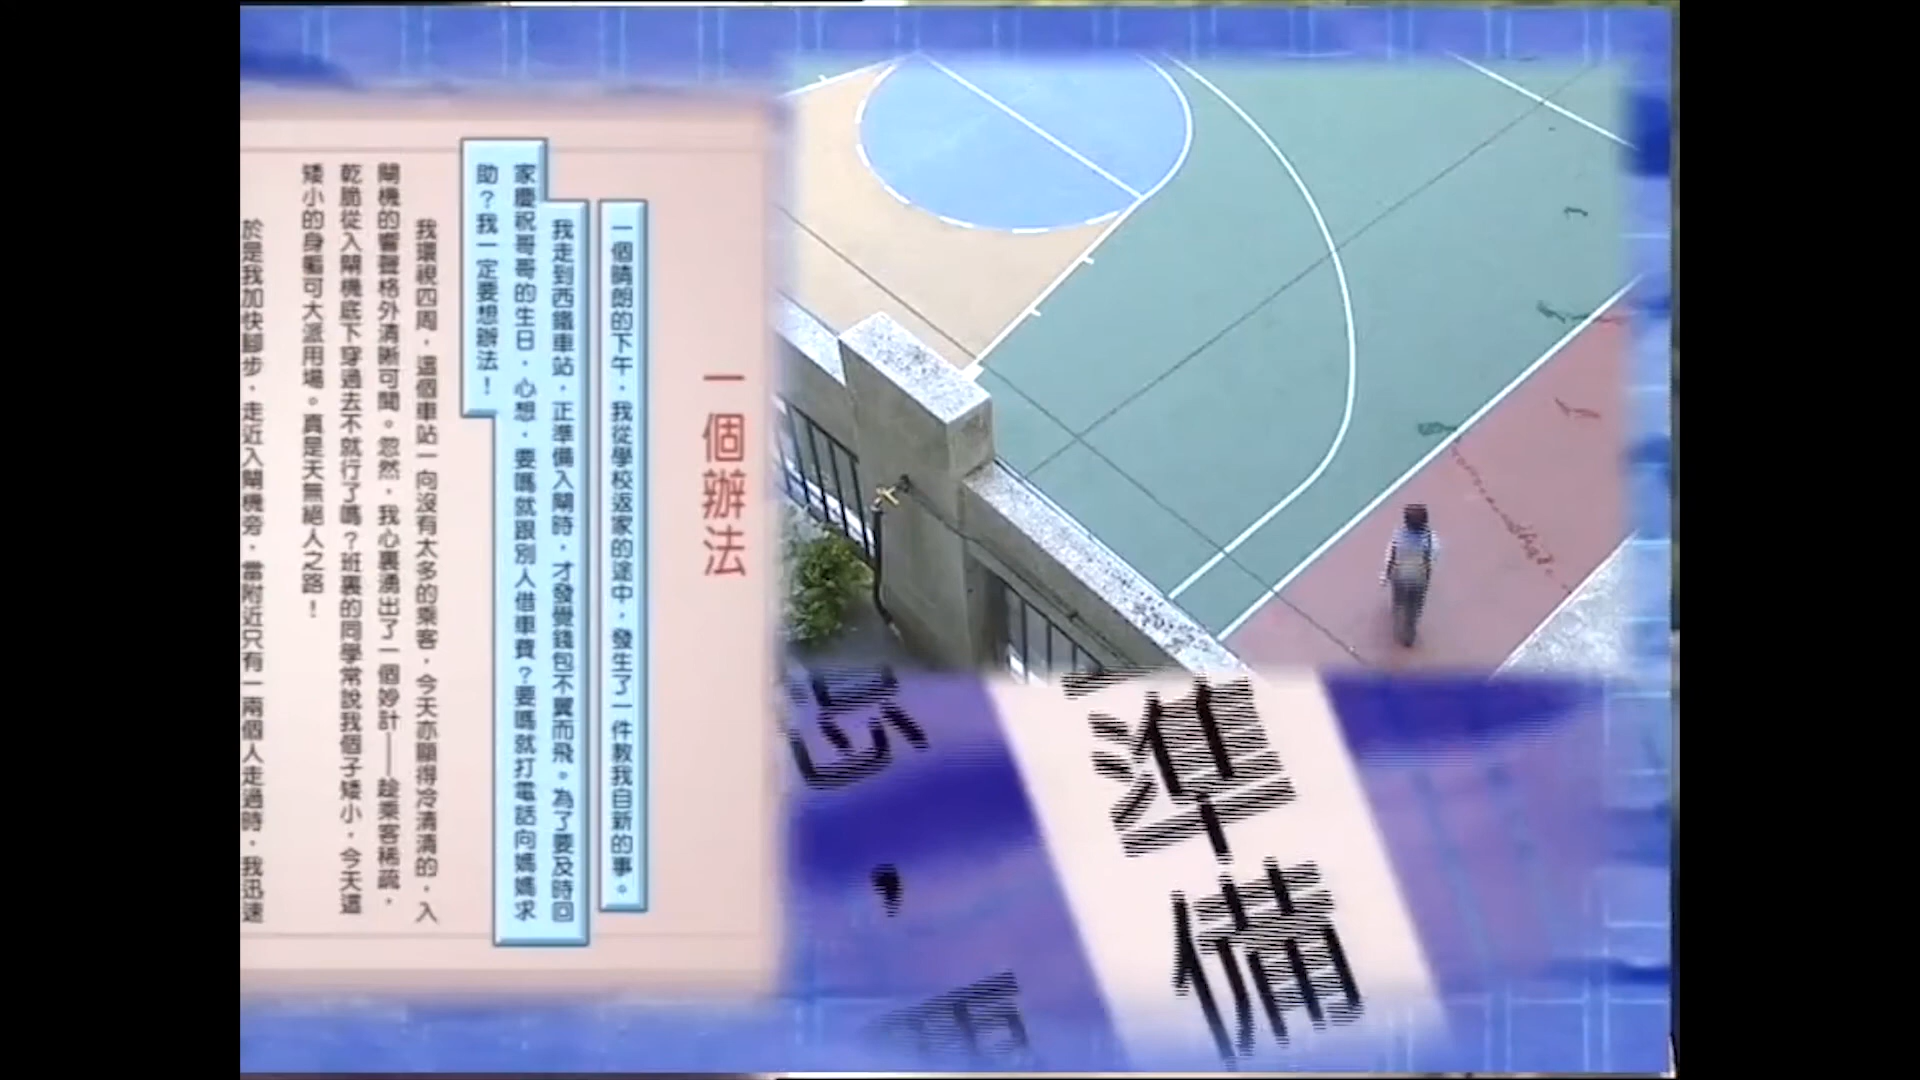 一個辦法
一個晴朗的下午，我從學校返家的途中，發生了一件教我自新的事。
我走到西鐵車站，正準備入閘時，才發覺錢包不翼而飛。為了要及時回
家慶祝哥哥的生日，心想，要嗎就跟別人借車費？要嗎就打電話向媽媽求
助？我一定要想辦法！
我環視四周，這個車站一向沒有太多的乘客，今天亦顯得冷清清的，入
閘機的響聲格外清晰可聞。忽然，我心裏湧出了一個妙計——趁乘客稀疏，
乾脆從入閘機底下穿過去不就行了嗎？班裏的同學常說我個子矮小，今天這
矮小的身軀可大派用場。真是天無絕人之路！
於是我加快腳步，走近入閘機旁，當附近只有一兩個人走過時，我迅速
準備